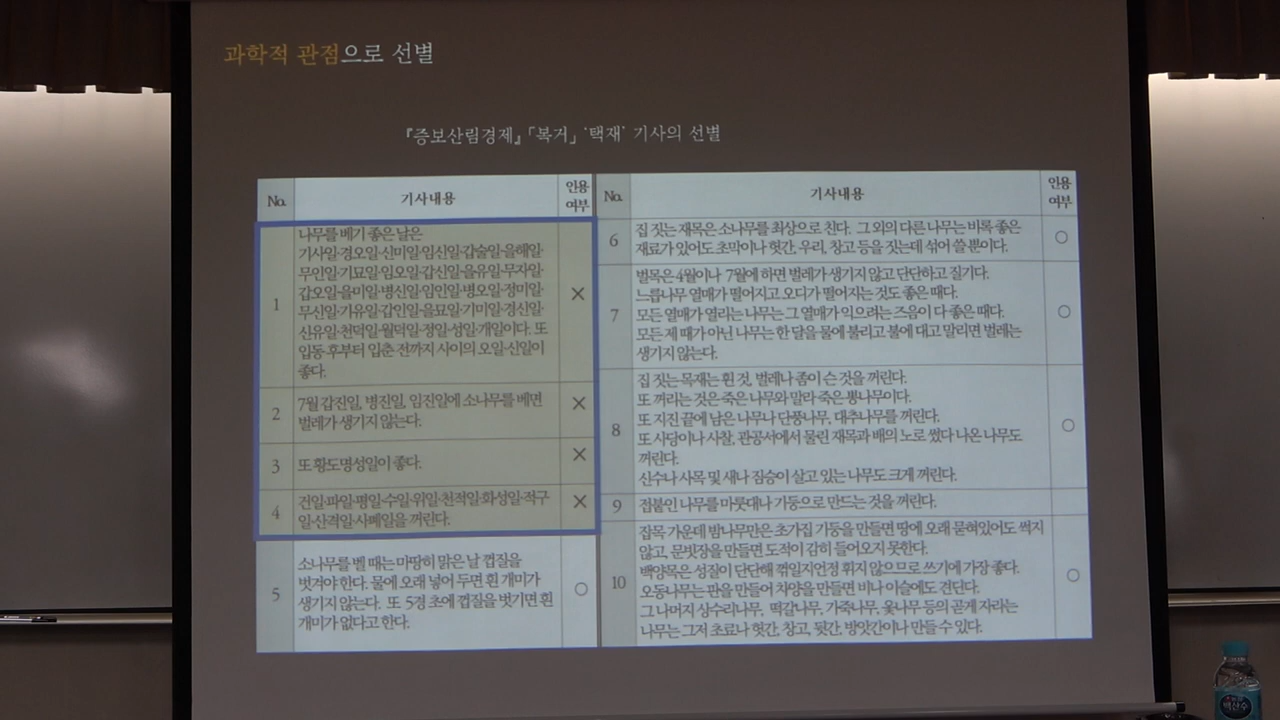 과학적 관점으로 선별
『증보산림경제』「복거」 '택재' 기사의 선별
No. 기사내용 인용 여부
1 나무를 베기 좋은 날은
기사일·경오일·신미일·임신일·갑술일·을해일·
무인일·기묘일·임오일·갑신일·을유일·무자일·
갑오일·을미일·병신일·임인일·병오일·정미일·
무신일·기유일·갑인일·을묘일·기미일·경신일· ×
신유일·천덕일·월덕일·정일·성일·개일이다. 또
입동 후부터 입춘 전까지 사이의 오일·신일이
좋다.
2 7월 갑진일, 병진일, 임진일에 소나무를 베면 ×
벌레가 생기지 않는다.
3 또 황도·명성일이 좋다. ×
4 건일·파일·평일·수일·위일·천적일·화성일·적구 ×
일·산격일·사폐일을 꺼린다.
5 소나무를 벨 때는 마땅히 맑은 날 껍질을
벗겨야 한다. 물에 오래 넣어 두면 흰 개미가 ○
생기지 않는다. 또 5경 초에 껍질을 벗기면 흰
개미가 없다고 한다.
No. 기사내용 인용 여부
6 집 짓는 재목은 소나무를 최상으로 친다. 그 외의 다른 나무는 비록 좋은 ○
재료가 있어도 초막이나 헛간, 우리, 창고 등을 짓는데 섞어 쓸 뿐이다.
7 벌목은 4월이나 7월에 하면 벌레가 생기지 않고 단단하고 질기다.
느릅나무 열매가 떨어지고 오디가 떨어지는 것도 좋은 때다.
모든 열매가 열리는 나무는 그 열매가 익으려는 즈음이 다 좋은 때다. ○
모든 제 때가 아닌 나무는 한 달을 물에 불리고 불에 대고 말리면 벌레는
생기지 않는다.
8 집 짓는 목재는 휜 것, 벌레나 좀이 슨 것을 꺼린다.
또 꺼리는 것은 죽은 나무와 말라 죽은 뽕나무이다.
또 지진 끝에 남은 나무나 단풍나무, 대추나무를 꺼린다. ○
또 사당이나 사찰, 관공서에서 물린 재목과 배의 노로 썼다 나온 나무도
꺼린다.
신수나 사목 및 새나 짐승이 살고 있는 나무도 크게 꺼린다.
9 접붙인 나무를 마룻대나 기둥으로 만드는 것을 꺼린다.
10 잡목 가운데 밤나무만은 초가집 기둥을 만들면 땅에 오래 묻혀있어도 썩지
않고, 문빗장을 만들면 도적이 감히 들어오지 못한다.
백양목은 성질이 단단해 꺾일지언정 휘지 않으므로 쓰기에 가장 좋다. ○
오동나무는 판을 만들어 차양을 만들면 비나 이슬에도 견딘다.
그 나머지 상수리나무, 떡갈나무, 가죽나무, 옻나무 등의 곧게 자라는
나무는 그저 초료나 헛간, 창고, 뒷간, 방앗간이나 만들 수 있다.
백산수